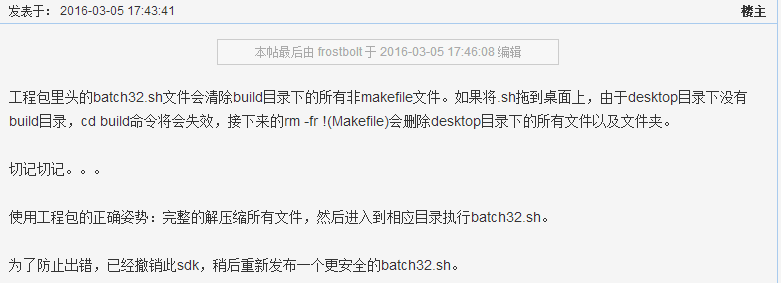 发表于： 2016-03-05 17:43:41 楼主
本帖最后由 frostbolt 于 2016-03-05 17:46:08 编辑
工程包里头的batch32.sh文件会清除build目录下的所有非makefile文件。如果将.sh拖到桌面上，由于desktop目录下没有
build目录，cd build命令将会失效，接下来的rm -fr !(Makefile)会删除desktop目录下的所有文件以及文件夹。
切记切记。。。
使用工程包的正确姿势：完整的解压缩所有文件，然后进入到相应目录执行batch32.sh。
为了防止出错，已经撤销此sdk，稍后重新发布一个更安全的batch32.sh。